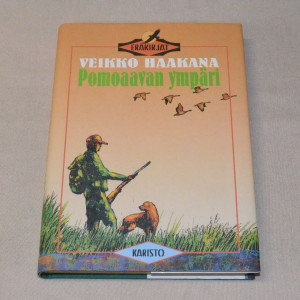 ERÄKIRJAT
VEIKKO HAAKANA
Pomoaavan ympäri
KARISTO